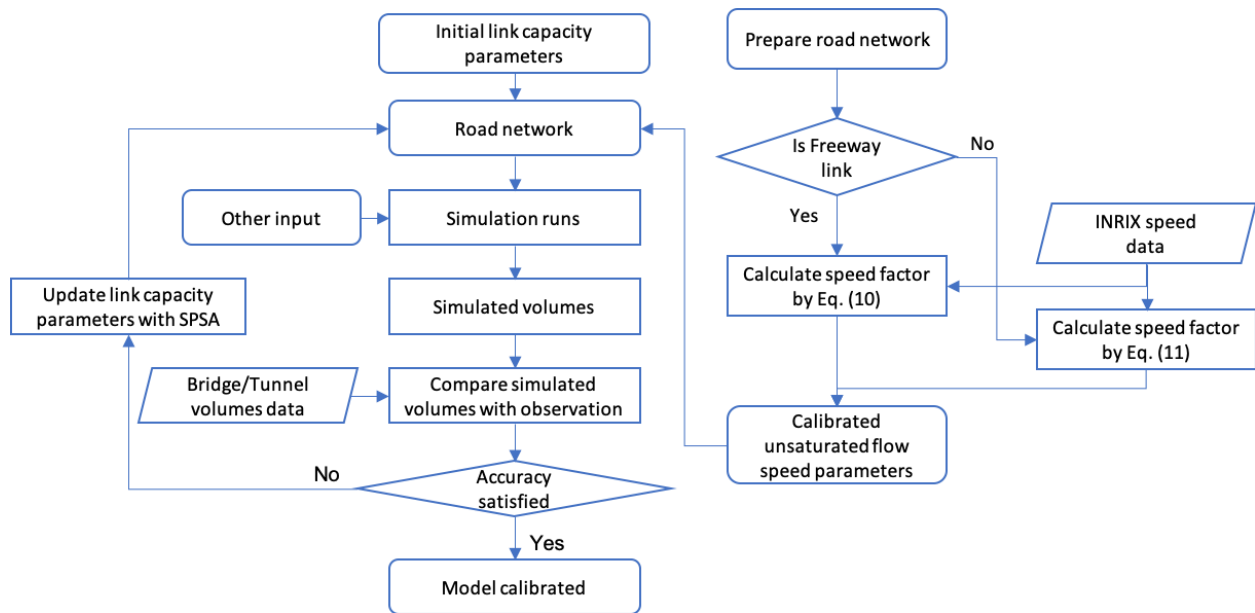 Initial link capacity
parameters
Road network
Other input
Simulation runs
Update link capacity
parameters with SPSA
Simulated volumes
Bridge/Tunnel
volumes data
Compare simulated
volumes with observation
No
Accuracy
satisfied
Yes
Model calibrated
Prepare road network
Is Freeway
link
No
Yes
INRIX speed
data
Calculate speed factor
by Eq. (10)
Calculate speed factor
by Eq. (11)
Calibrated
unsaturated flow
speed parameters